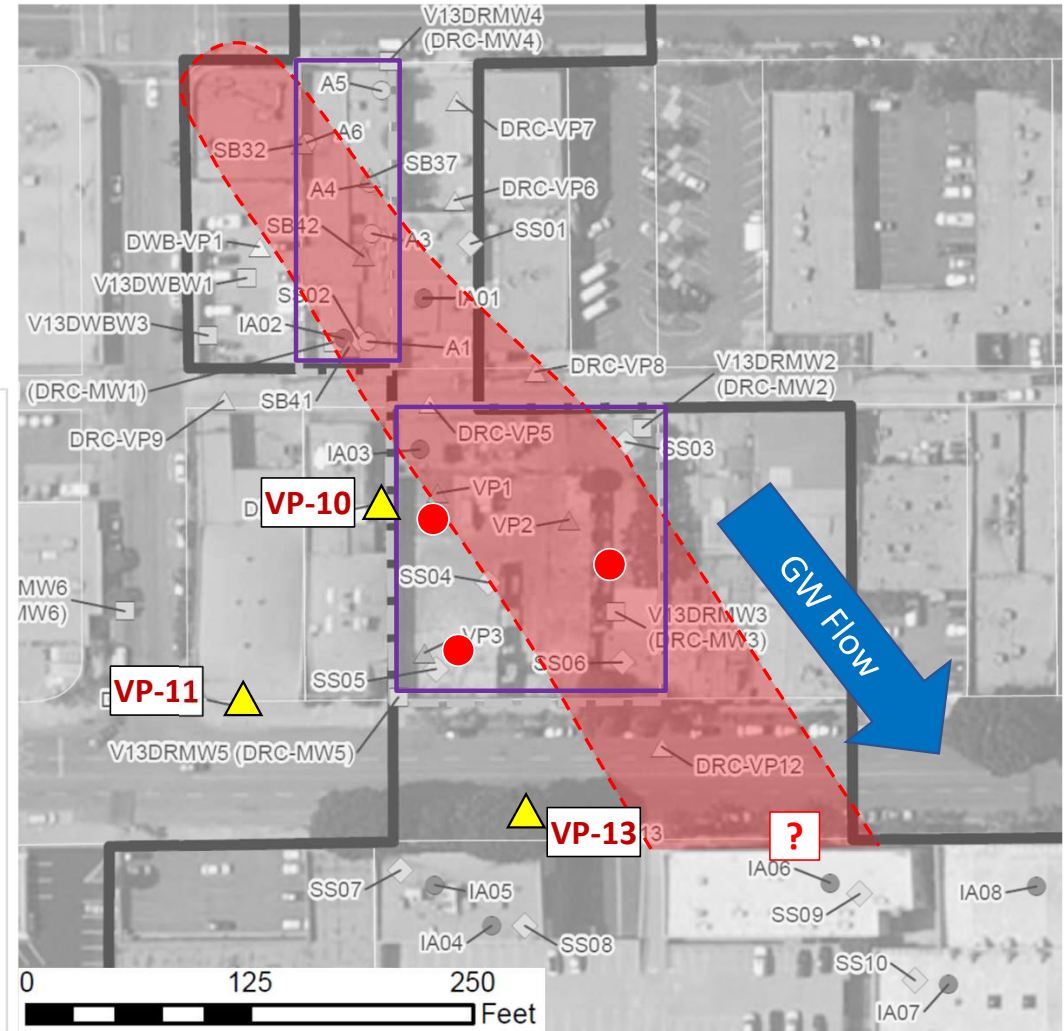 V13DRMW4
(DRC-MW4)
A5
DRC-VP7
A6
SB32
SB37
A4
DRC-VP6
SB42
A3
SS01
DWB-VP1
V13DWBW1
IA01
V13DWBW3
IA02
A1
DRC-VP8
V13DRMW2
(DRC-MW2)
(DRC-MW1)
SB41
DRC-VP5
DRC-VP9
SS03
IA03
VP1
VP-10
VP2
GW Flow
SS04
V13DRMW3
(DRC-MW3)
MW6
MW6)
VP3
SS06
SS05
VP-11
V13DRMW5 (DRC-MW5)
DRC-VP12
VP-13
13
?
SS07
IA05
IA06
SS09
IA08
IA04
SS08
SS10
IA07
0 125 250
Feet